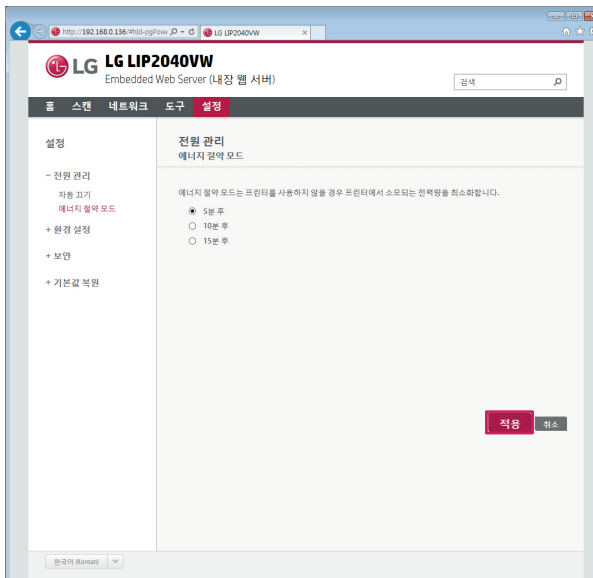 http://192.168.0.136/#hId-pgPowe
LG LIP2040VW
LG
LG LIP2040VW
Embedded Web Server (내장 웹 서버)
검색
홈 스캔 네트워크 도구 설정
설정
전원 관리
에너지 절약 모드
- 전원 관리
자동 끄기
에너지 절약 모드
+ 환경 설정
+ 보안
+ 기본값 복원
에너지 절약 모드는 프린터를 사용하지 않을 경우 프린터에서 소모되는 전력량을 최소화합니다.
5분 후
10분 후
15분 후
적용 취소
한국어 (Korean)